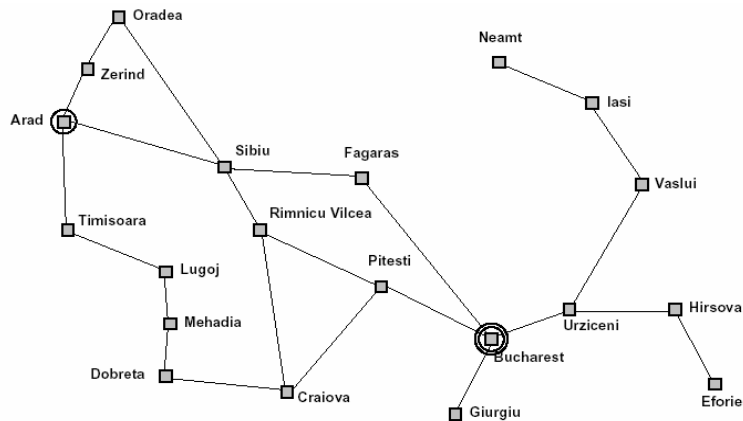 Oradea
Neamt
Zerind
Iasi
Arad
Sibiu
Fagaras
Vaslui
Timisoara
Rimnicu Vilcea
Pitesti
Lugoj
Hirsova
Mehadia
Urziceni
Bucharest
Dobreta
Craiova
Eforie
Giurgiu